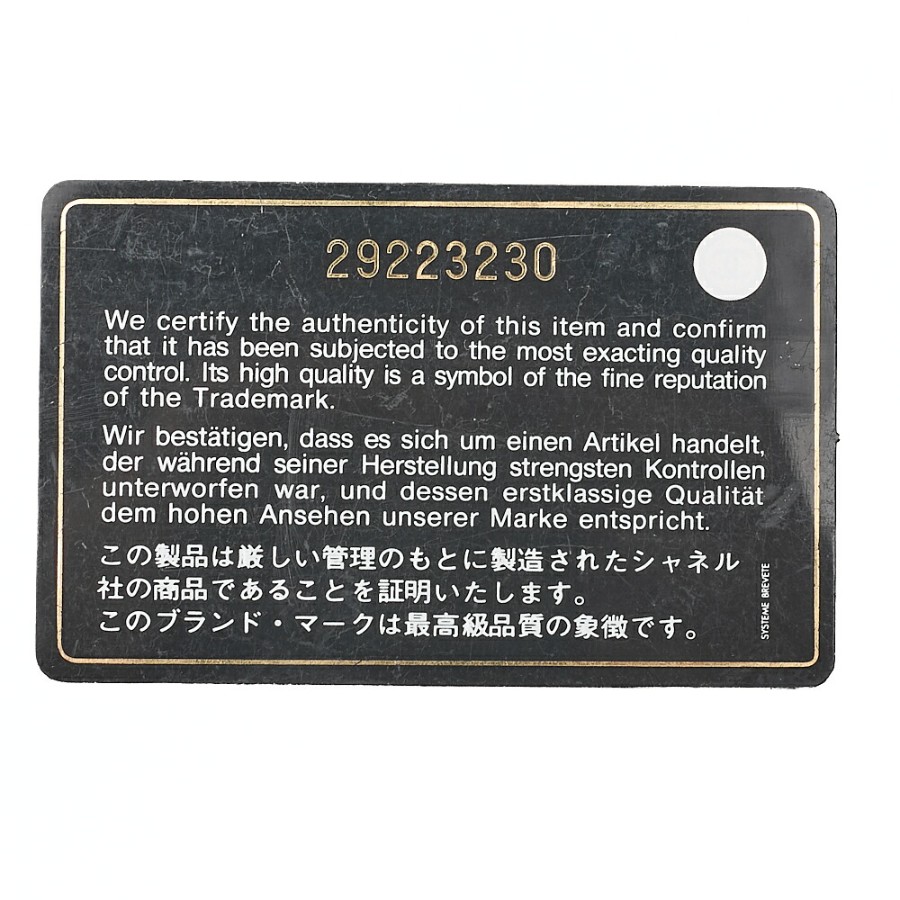 29223230
We certify the authenticity of this item and confirm
that it has been subjected to the most exacting quality
control. Its high quality is a symbol of the fine reputation
of the Trademark.
Wir bestätigen, dass es sich um einen Artikel handelt,
der während seiner Herstellung strengsten Kontrollen
unterworfen war, und dessen erstklassige Qualität
dem hohen Ansehen unserer Marke entspricht.
この製品は厳しい管理のもとに製造されたシャネル
社の商品であることを証明いたします。
このブランド・マークは最高級品質の象徴です。
SYSTEME BREVETE